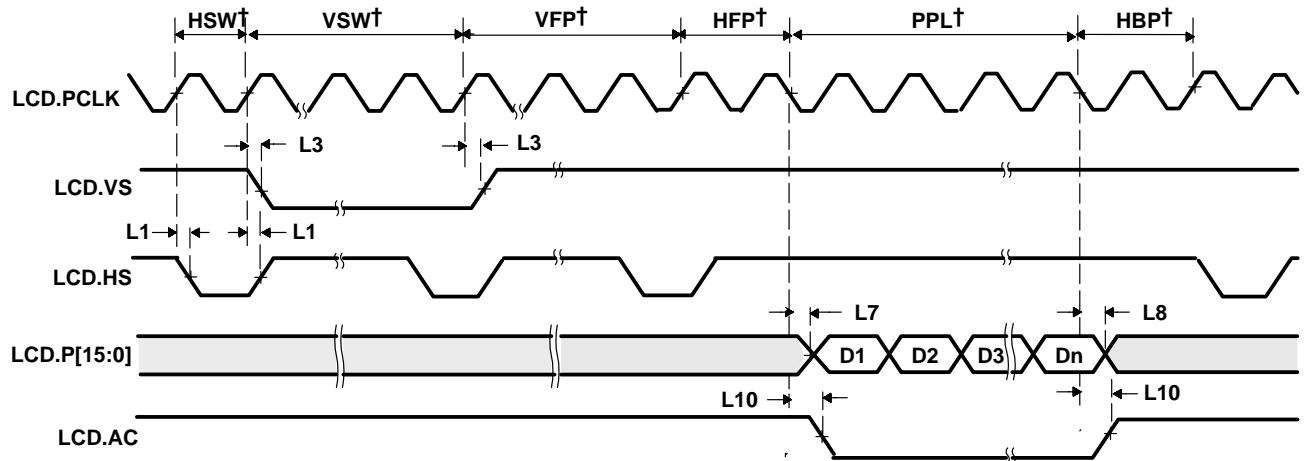 HSW† VSW† VFP† HFP† PPL† HBP†
LCD.PCLK
L3 L3
LCD.VS
L1 L1
LCD.HS
L7 L8
LCD.P[15:0] D1 D2 D3 Dn
L10 L10
LCD.AC